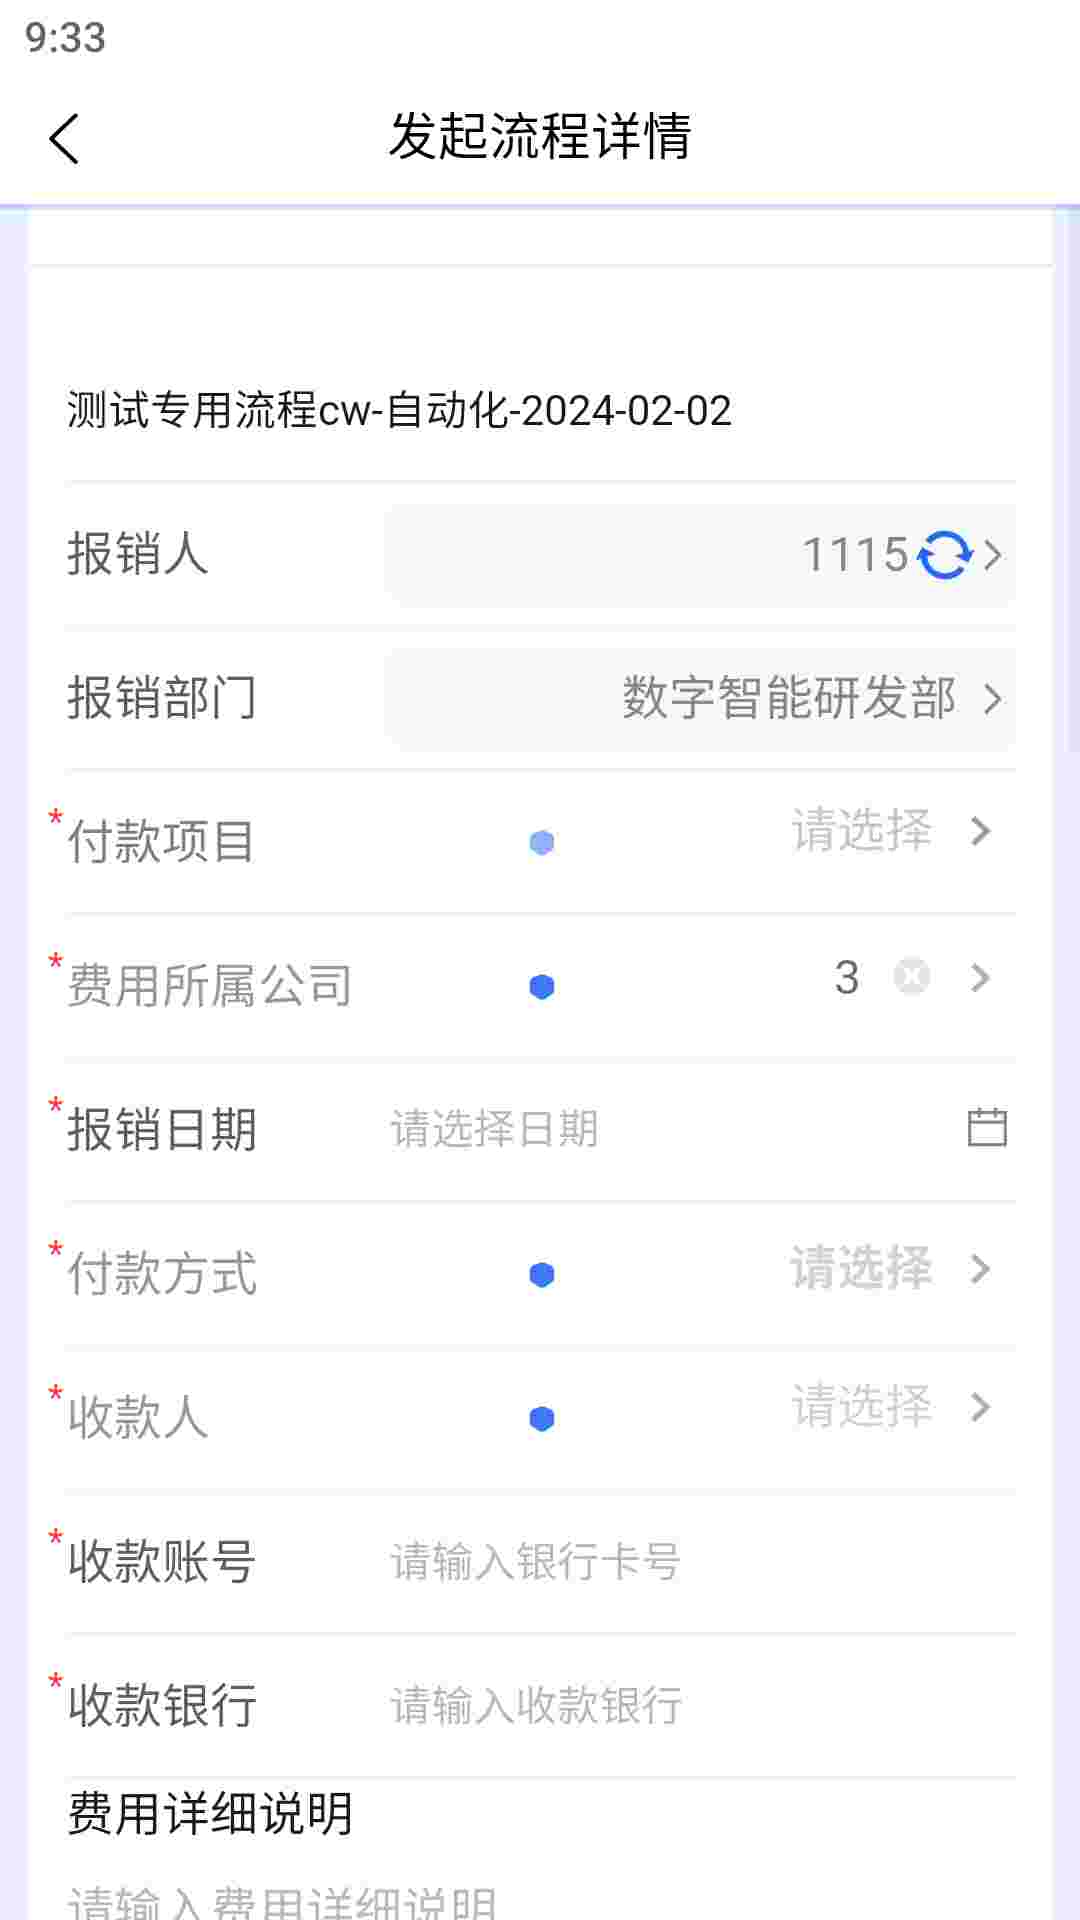 9:33
发起流程详情
测试专用流程cw-自动化-2024-02-02
报销人 1115
报销部门 数字智能研发部
*付款项目 请选择
*费用所属公司 3
*报销日期 请选择日期
*付款方式 请选择
*收款人 请选择
*收款账号 请输入银行卡号
*收款银行 请输入收款银行
费用详细说明
请输入费用详细说明